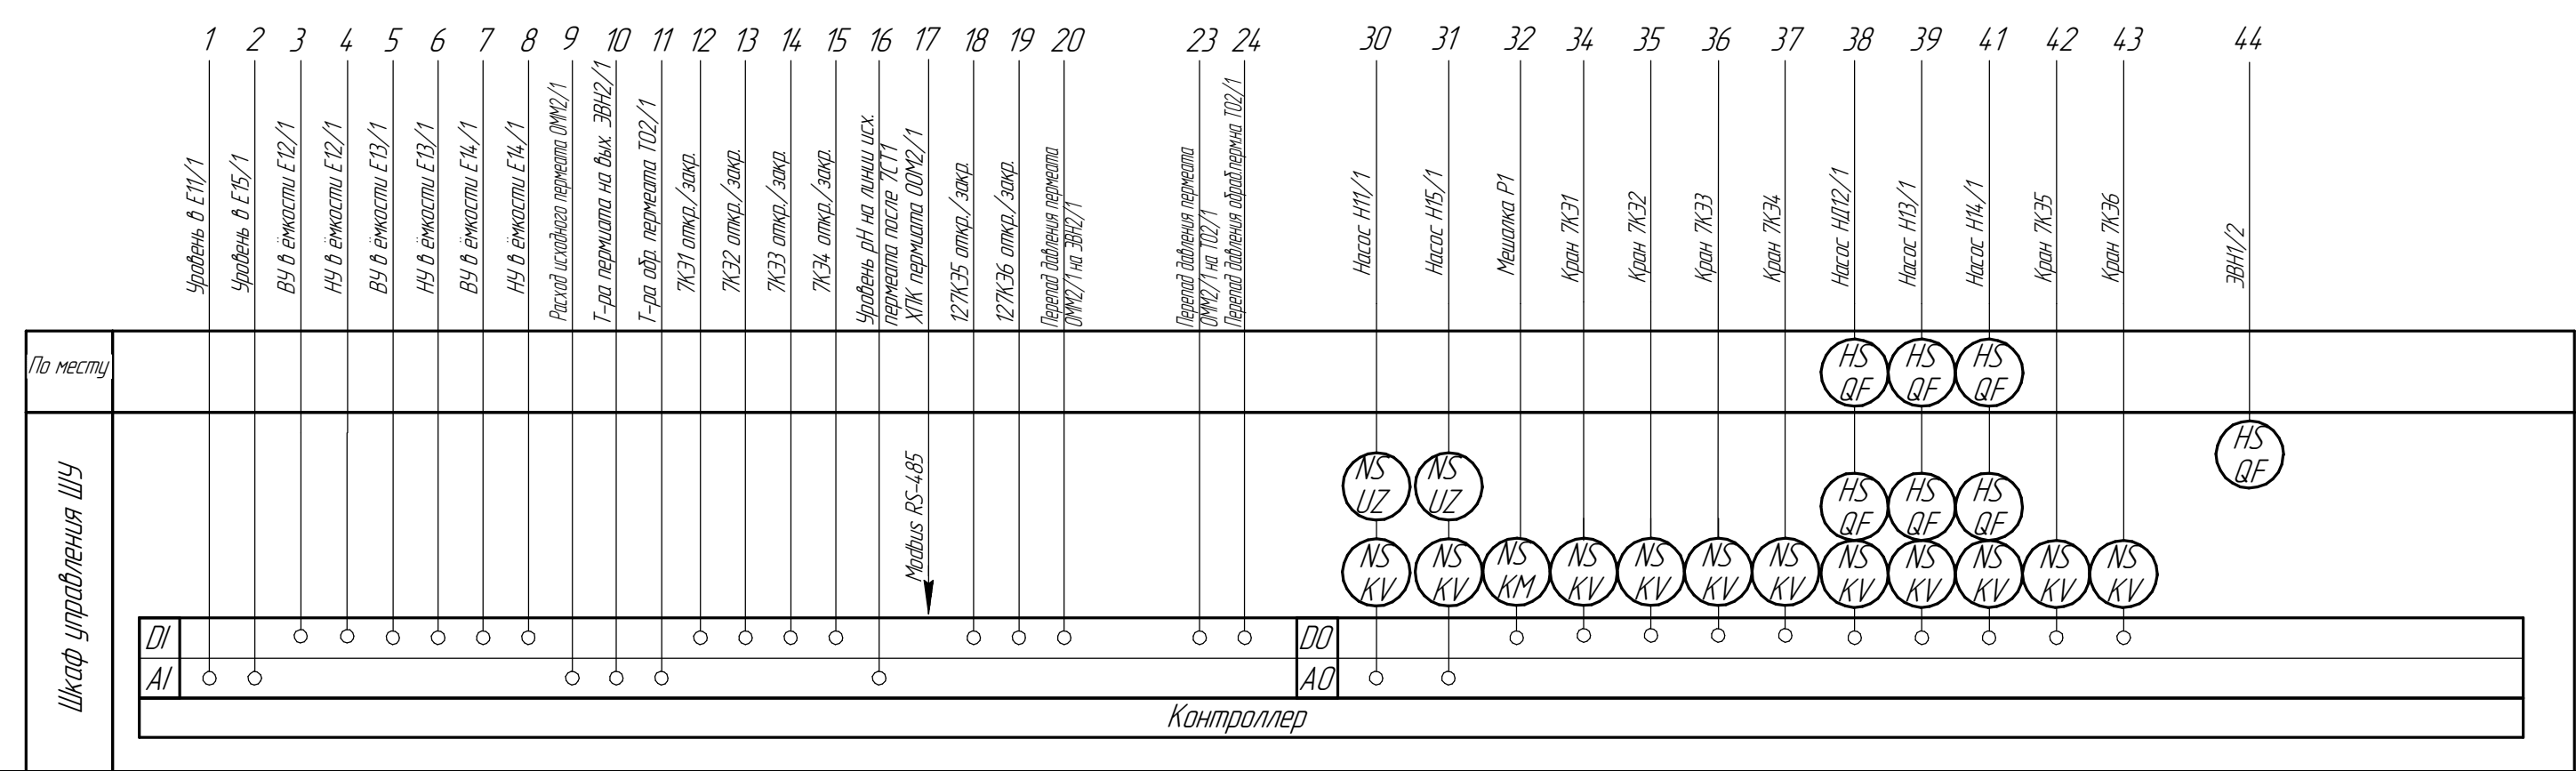 1 2 3 4 5 6 7 8 9 10 11 12 13 14 15 16 17 18 19 20 23 24 30 31 32 34 35 36 37 38 39 41 42 43 44
Уровень в Е11/1
Уровень в Е15/1
ВУ в ёмкости Е12/1
НУ в ёмкости Е12/1
ВУ в ёмкости Е13/1
НУ в ёмкости Е13/1
ВУ в ёмкости Е14/1
НУ в ёмкости Е14/1
Расход исходного пермеата ОММ2/1
Т-ра пермиата на вых. ЭВН2/1
Т-ра обр. пермеата ТО2/1
7КЭ1 откр./закр.
7КЭ2 откр./закр.
7КЭ3 откр./закр.
7КЭ4 откр./закр.
Уровень рН на линии исх.
пермеата после 7СТ1
ХПК пермиата ООМ2/1
127КЭ5 откр./закр.
127КЭ6 откр./закр.
Перепад давления пермеата
ОММ2/1 на ЭВН2/1
Перепад давления пермеата
ОММ2/1 на ТО2/1
Перепад давления обраб.перм.на ТО2/1
Насос Н11/1
Насос Н15/1
Мешалка Р1
Кран 7КЭ1
Кран 7КЭ2
Кран 7КЭ3
Кран 7КЭ4
Насос НД12/1
Насос Н13/1
Насос Н14/1
Кран 7КЭ5
Кран 7КЭ6
ЭВН1/2
По месту
HS HS HS
QF QF QF
Шкаф управления ШУ
HS
QF
Modbus RS-485
NS NS
UZ UZ
HS HS HS
QF QF QF
NS NS NS NS NS NS NS NS NS NS NS NS
KV KV KM KV KV KV KV KV KV KV KV KV
DI DO
AI AO
Контроллер